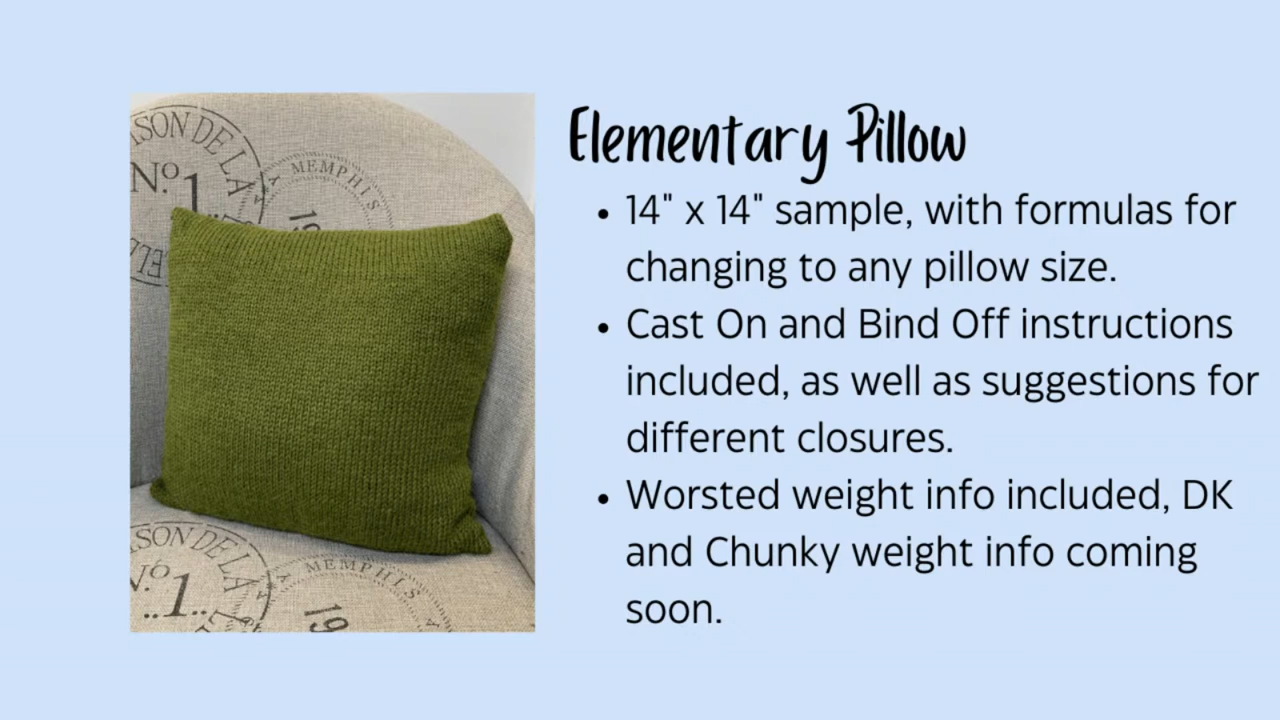 SON DE LA
N.º 1..
MEMPHIS
19
Elementary Pillow
• 14" x 14" sample, with formulas for
changing to any pillow size.
• Cast On and Bind Off instructions
included, as well as suggestions for
different closures.
• Worsted weight info included, DK
and Chunky weight info coming
soon.
SON DE LA
N.º
..1..
MEMPHIS
19